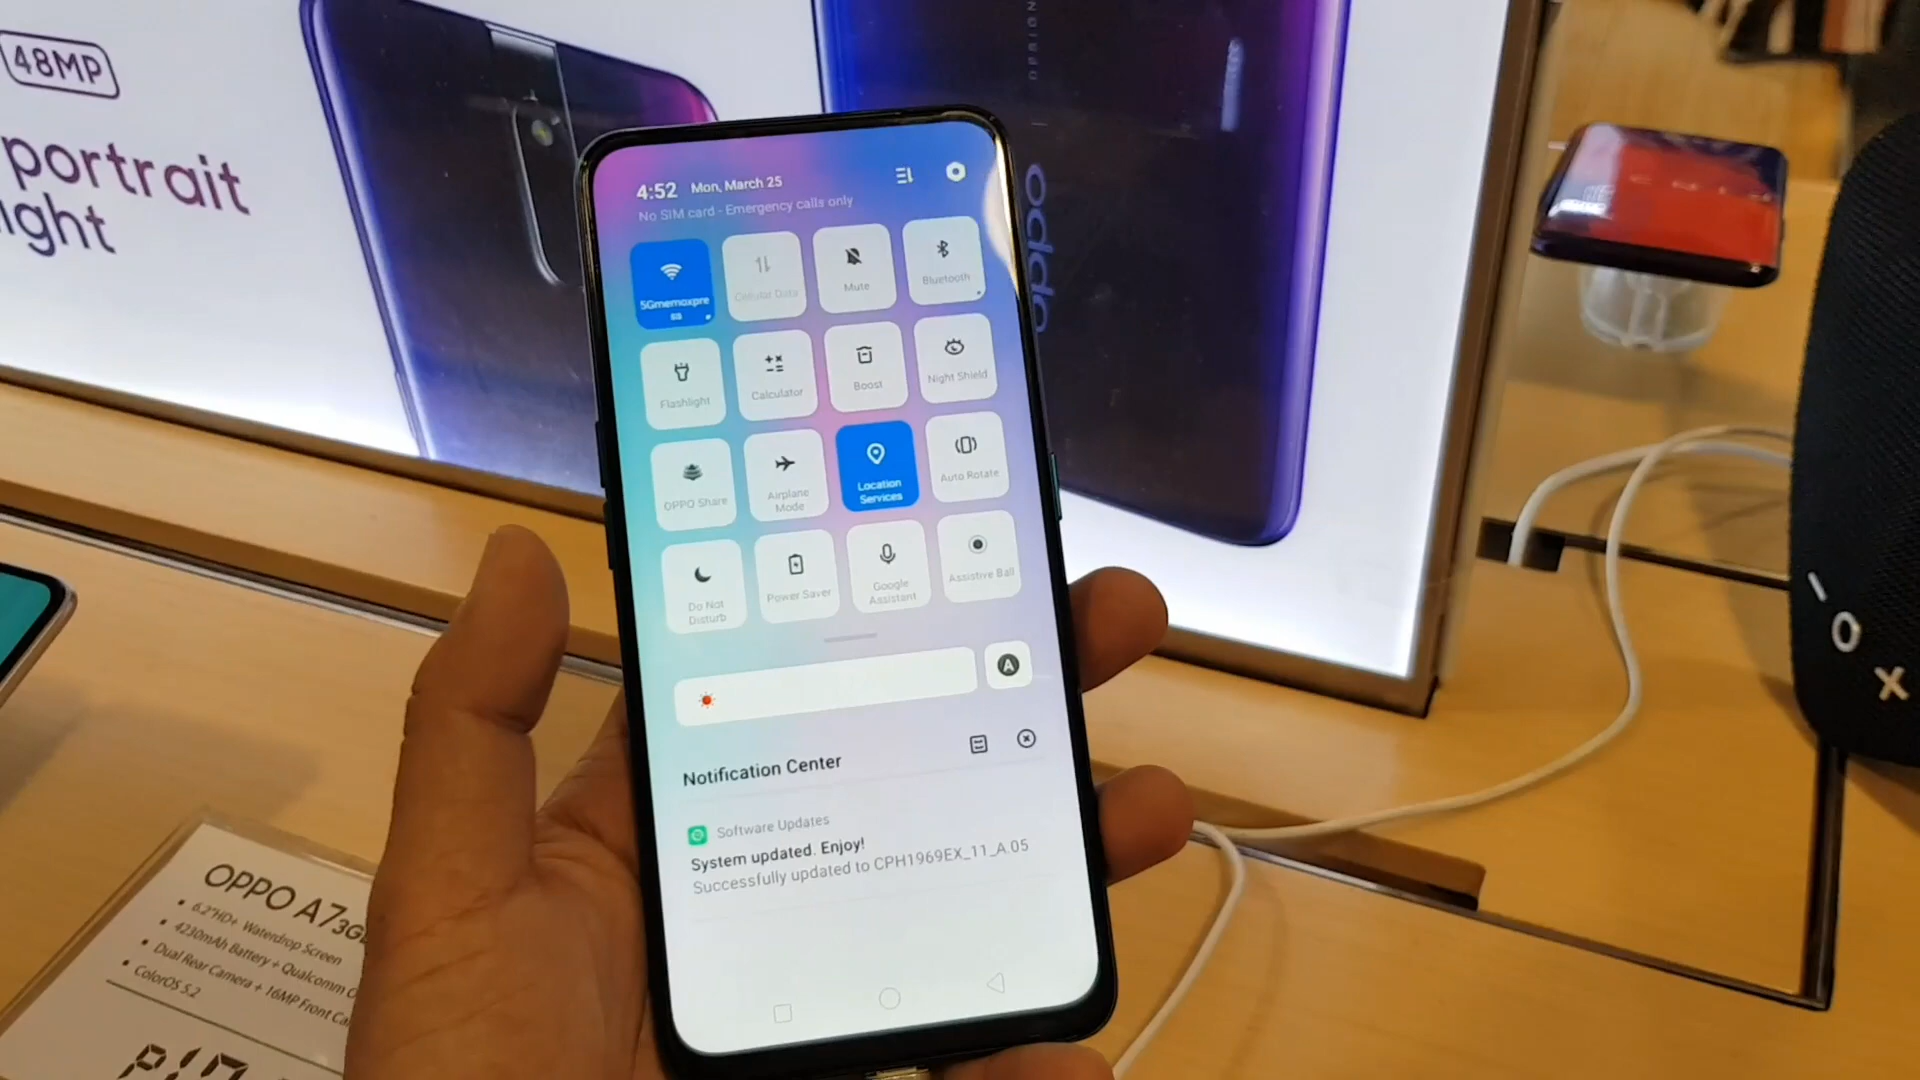 48MP
portrait
ight
oppo
4:52 Mon, March 25
No SIM card - Emergency calls only
5Gmemoxpre
ss
Cellular Data
Mute
Bluetooth
Flashlight
Calculator
Boost
Night Shield
OPPO Share
Airplane
Mode
Location
Services
Auto Rotate
Do Not
Disturb
Power Saver
Google
Assistant
Assistive Ball
A
Notification Center
Software Updates
System updated. Enjoy!
Successfully updated to CPH1969EX_11_A.05
OPPO A7 3G
• 6.2"HD+ Waterdrop Screen
• 4230mAh Battery + Qualcomm
• Dual Rear Camera + 16MP Front
• ColorOS 5.2
O
X